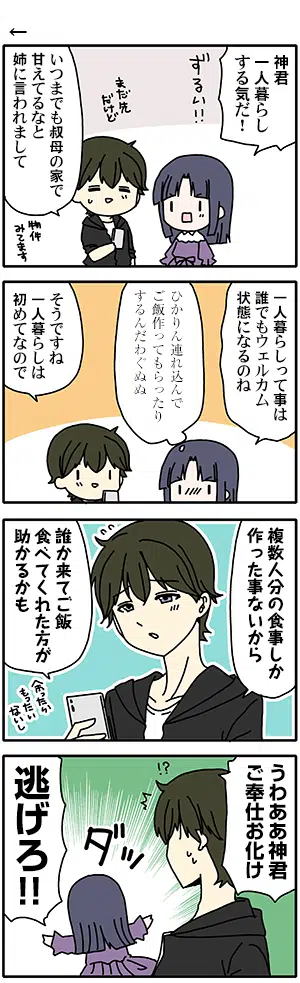 ←
神君
一人暮らし
する気だ！
ずるい!!
まだ先
だけど
いつまでも叔母の家で
甘えてるなと
姉に言われまして
物件
みてます
一人暮らしって事は
誰でもウェルカム
状態になるのね
ひかりん連れ込んで
ご飯作ってもらったり
するんだわぐぬぬ
そうですね
一人暮らしは
初めてなので
複数人分の食事しか
作った事ないから
誰か来てご飯
食べてくれた方が
助かるかも
余ったら
もったいないし
うわああ神君
ご奉仕お化け
!?
ダッ
逃げろ!!